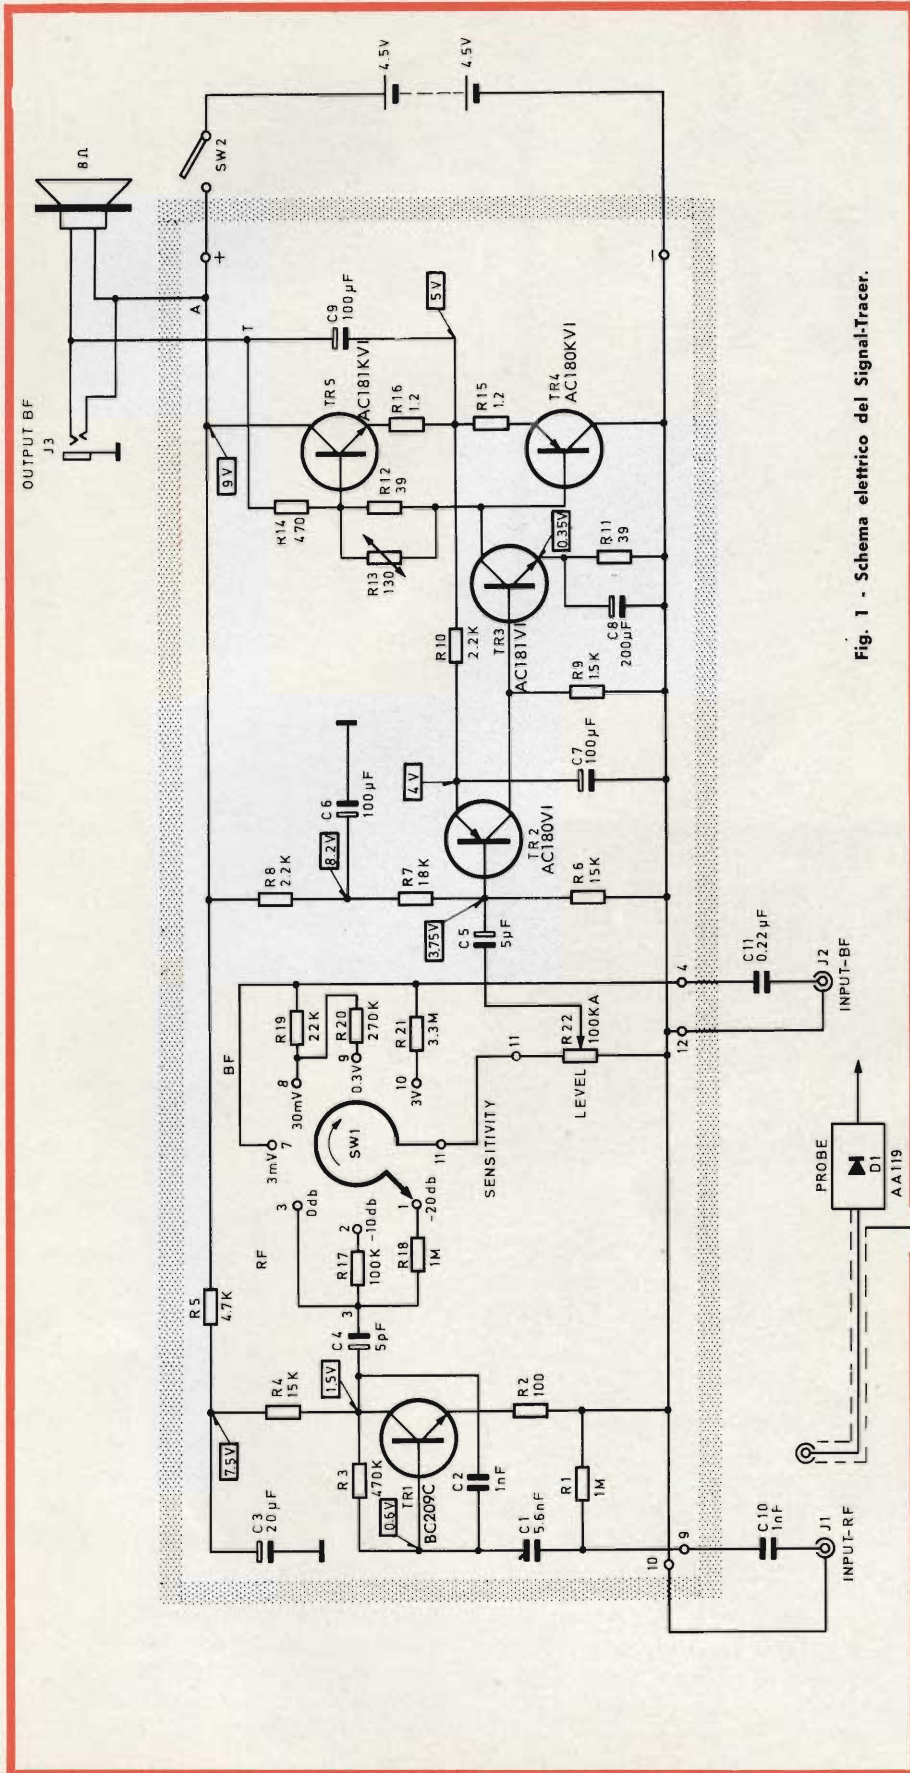 OUTPUT BF
J3
8Ω
4.5V
4.5V
SW2
A
+
T
C9
100µF
5V
TR5
AC181KVI
R16
1.2
R15
1.2
TR4
AC180KVI
9V
R14
470
R12
39
R13
130
0.35V
R11
39
C8
200µF
R10
2.2K
TR3
AC181VI
R9
15K
C6
100µF
4V
C7
100µF
TR2
AC180VI
R8
2.2K
8.2V
R7
18K
3.75V
R6
15K
C5
5µF
C11
0.22µF
J2
INPUT-BF
4
12
BF
R19
22K
R20
270K
R21
3.3M
8
30mV
9
0.3V
10
3V
7
3mV
SW1
11
11
R22
100KA
LEVEL
SENSITIVITY
RF
3
0db
2
-10db
1
-20db
R17
100K
R18
1M
3
C4
5pF
R5
4.7K
R4
15K
1.5V
7.5V
R3
470K
TR1
BC209C
0.6V
C2
1nF
R2
100
R1
1M
C3
20µF
C1
5.6nF
10
9
C10
1nF
J1
INPUT-RF
PROBE
D1
AA119
−
Fig. 1 - Schema elettrico del Signal-Tracer.